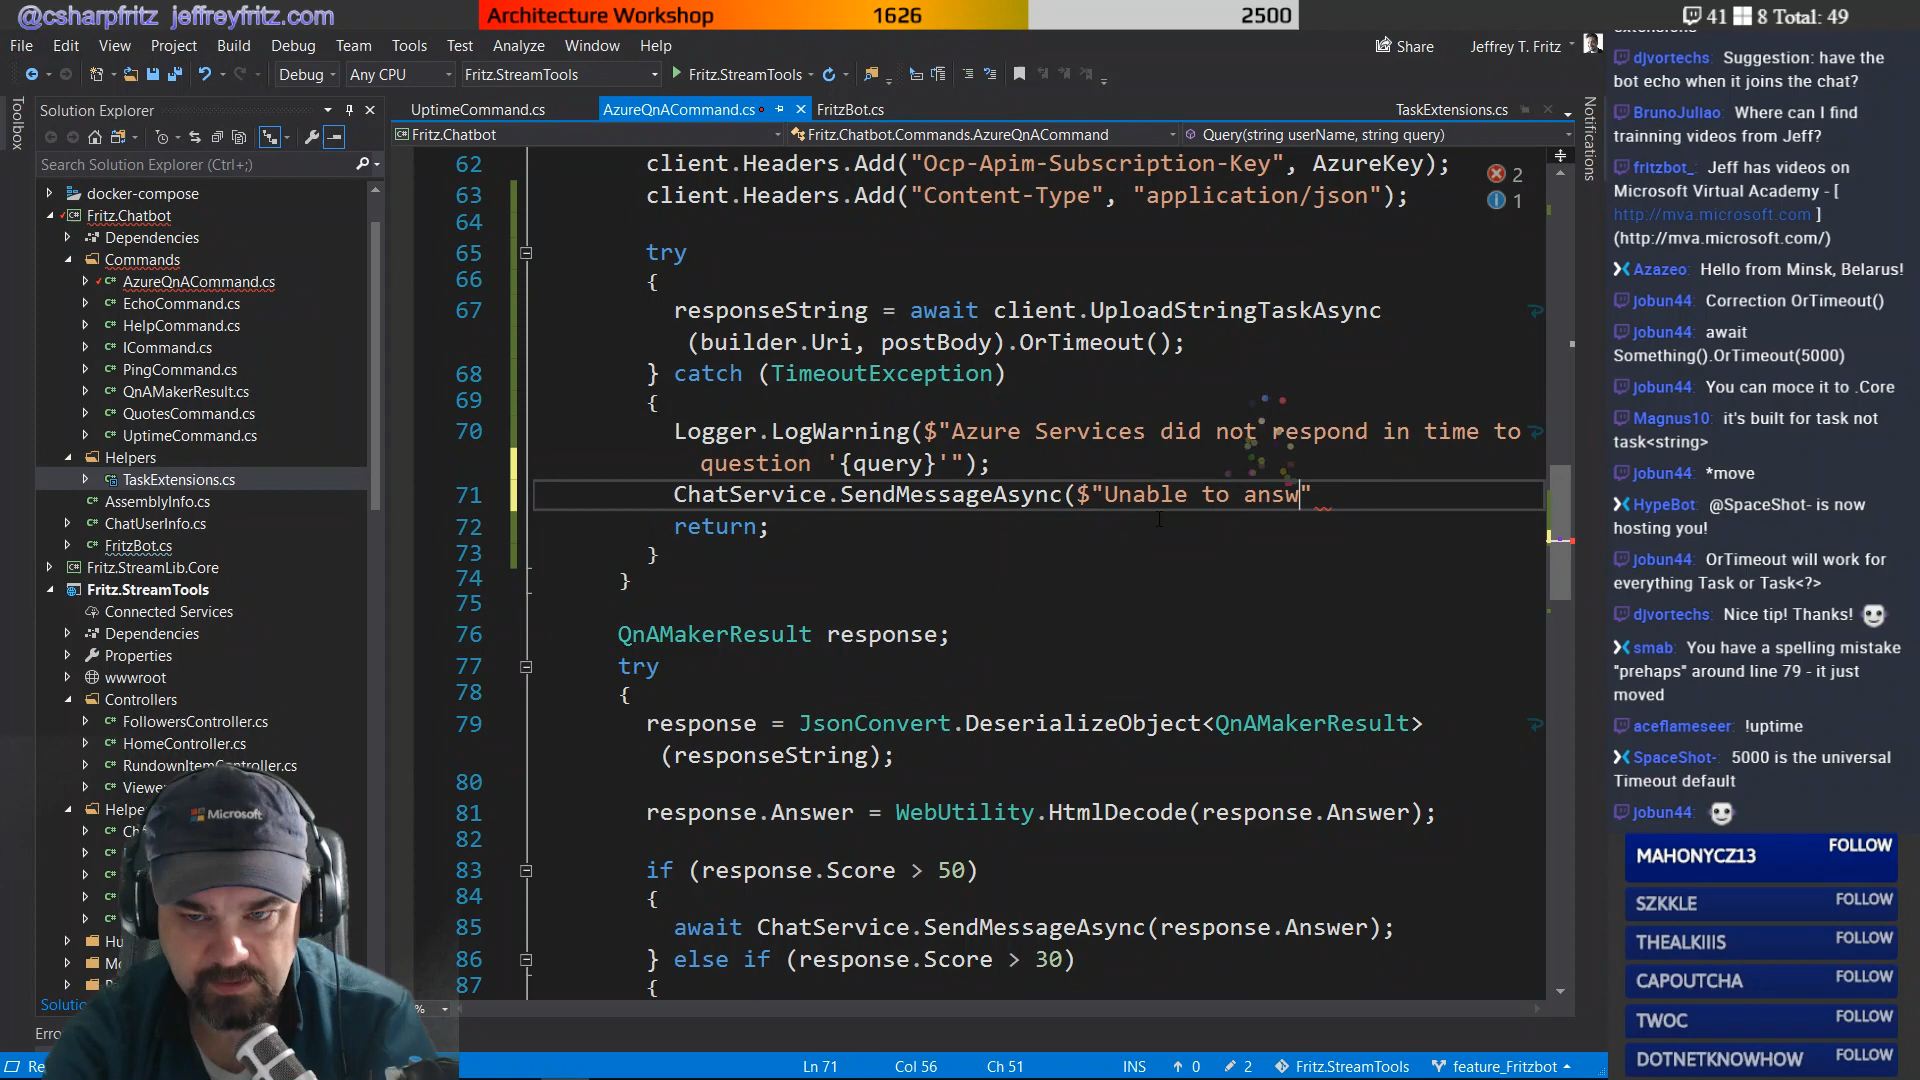 @csharpfritz jeffreyfritz.com
Architecture Workshop 1626 2500
41 8 Total: 49
File Edit View Project Build Debug Team Tools Test Analyze Window Help
Share Jeffrey T. Fritz
Debug Any CPU Fritz.StreamTools Fritz.StreamTools
Toolbox
Solution Explorer
Search Solution Explorer (Ctrl+;)
docker-compose
Fritz.Chatbot
Dependencies
Commands
AzureQnACommand.cs
EchoCommand.cs
HelpCommand.cs
ICommand.cs
PingCommand.cs
QnAMakerResult.cs
QuotesCommand.cs
UptimeCommand.cs
Helpers
TaskExtensions.cs
AssemblyInfo.cs
ChatUserInfo.cs
FritzBot.cs
Fritz.StreamLib.Core
Fritz.StreamTools
Connected Services
Dependencies
Properties
wwwroot
Controllers
FollowersController.cs
HomeController.cs
RundownItemController.cs
Viewe
Helpe
Ch
Hu
Mo
Solutio
Erro
Microsoft
UptimeCommand.cs AzureQnACommand.cs FritzBot.cs TaskExtensions.cs
Fritz.Chatbot Fritz.Chatbot.Commands.AzureQnACommand Query(string userName, string query)
62 client.Headers.Add("Ocp-Apim-Subscription-Key", AzureKey);
63 client.Headers.Add("Content-Type", "application/json");
64
65 try
66 {
67 responseString = await client.UploadStringTaskAsync
(builder.Uri, postBody).OrTimeout();
68 } catch (TimeoutException)
69 {
70 Logger.LogWarning($"Azure Services did not respond in time to
question '{query}'");
71 ChatService.SendMessageAsync($"Unable to answ"
72 return;
73 }
74 }
75
76 QnAMakerResult response;
77 try
78 {
79 response = JsonConvert.DeserializeObject<QnAMakerResult>
(responseString);
80
81 response.Answer = WebUtility.HtmlDecode(response.Answer);
82
83 if (response.Score > 50)
84 {
85 await ChatService.SendMessageAsync(response.Answer);
86 } else if (response.Score > 30)
87 {
2
1
%
Notifications
extensions
djvortechs: Suggestion: have the
bot echo when it joins the chat?
BrunoJuliao: Where can I find
trainning videos from Jeff?
fritzbot_: Jeff has videos on
Microsoft Virtual Academy - [
http://mva.microsoft.com ]
(http://mva.microsoft.com/)
Azazeo: Hello from Minsk, Belarus!
jobun44: Correction OrTimeout()
jobun44: await
Something().OrTimeout(5000)
jobun44: You can moce it to .Core
Magnus10: it's built for task not
task<string>
jobun44: *move
HypeBot: @SpaceShot- is now
hosting you!
jobun44: OrTimeout will work for
everything Task or Task<?>
djvortechs: Nice tip! Thanks!
smab: You have a spelling mistake
"prehaps" around line 79 - it just
moved
aceflameseer: !uptime
SpaceShot-: 5000 is the universal
Timeout default
jobun44:
MAHONYCZ13 FOLLOW
SZKKLE FOLLOW
THEALKIIIS FOLLOW
CAPOUTCHA FOLLOW
TWOC FOLLOW
DOTNETKNOWHOW FOLLOW
Re Ln 71 Col 56 Ch 51 INS 0 2 Fritz.StreamTools feature_Fritzbot